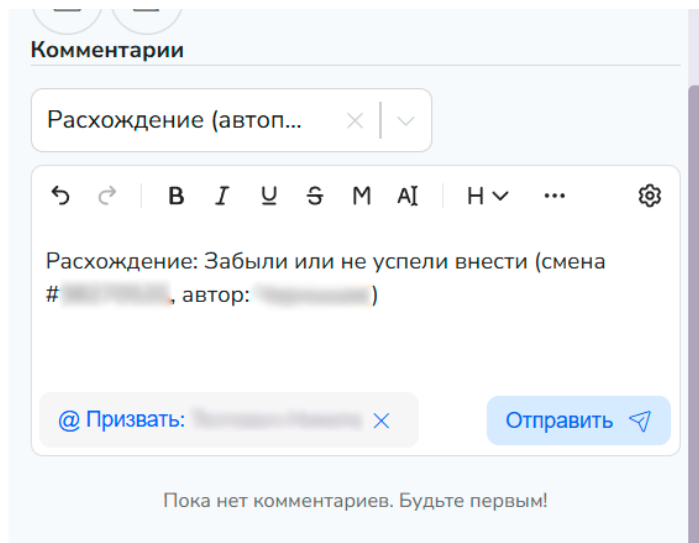 Комментарии
Расхождение (автоп...
B I U S M AI H ...
Расхождение: Забыли или не успели внести (смена
# , автор: )
@ Призвать:
Отправить
Пока нет комментариев. Будьте первым!